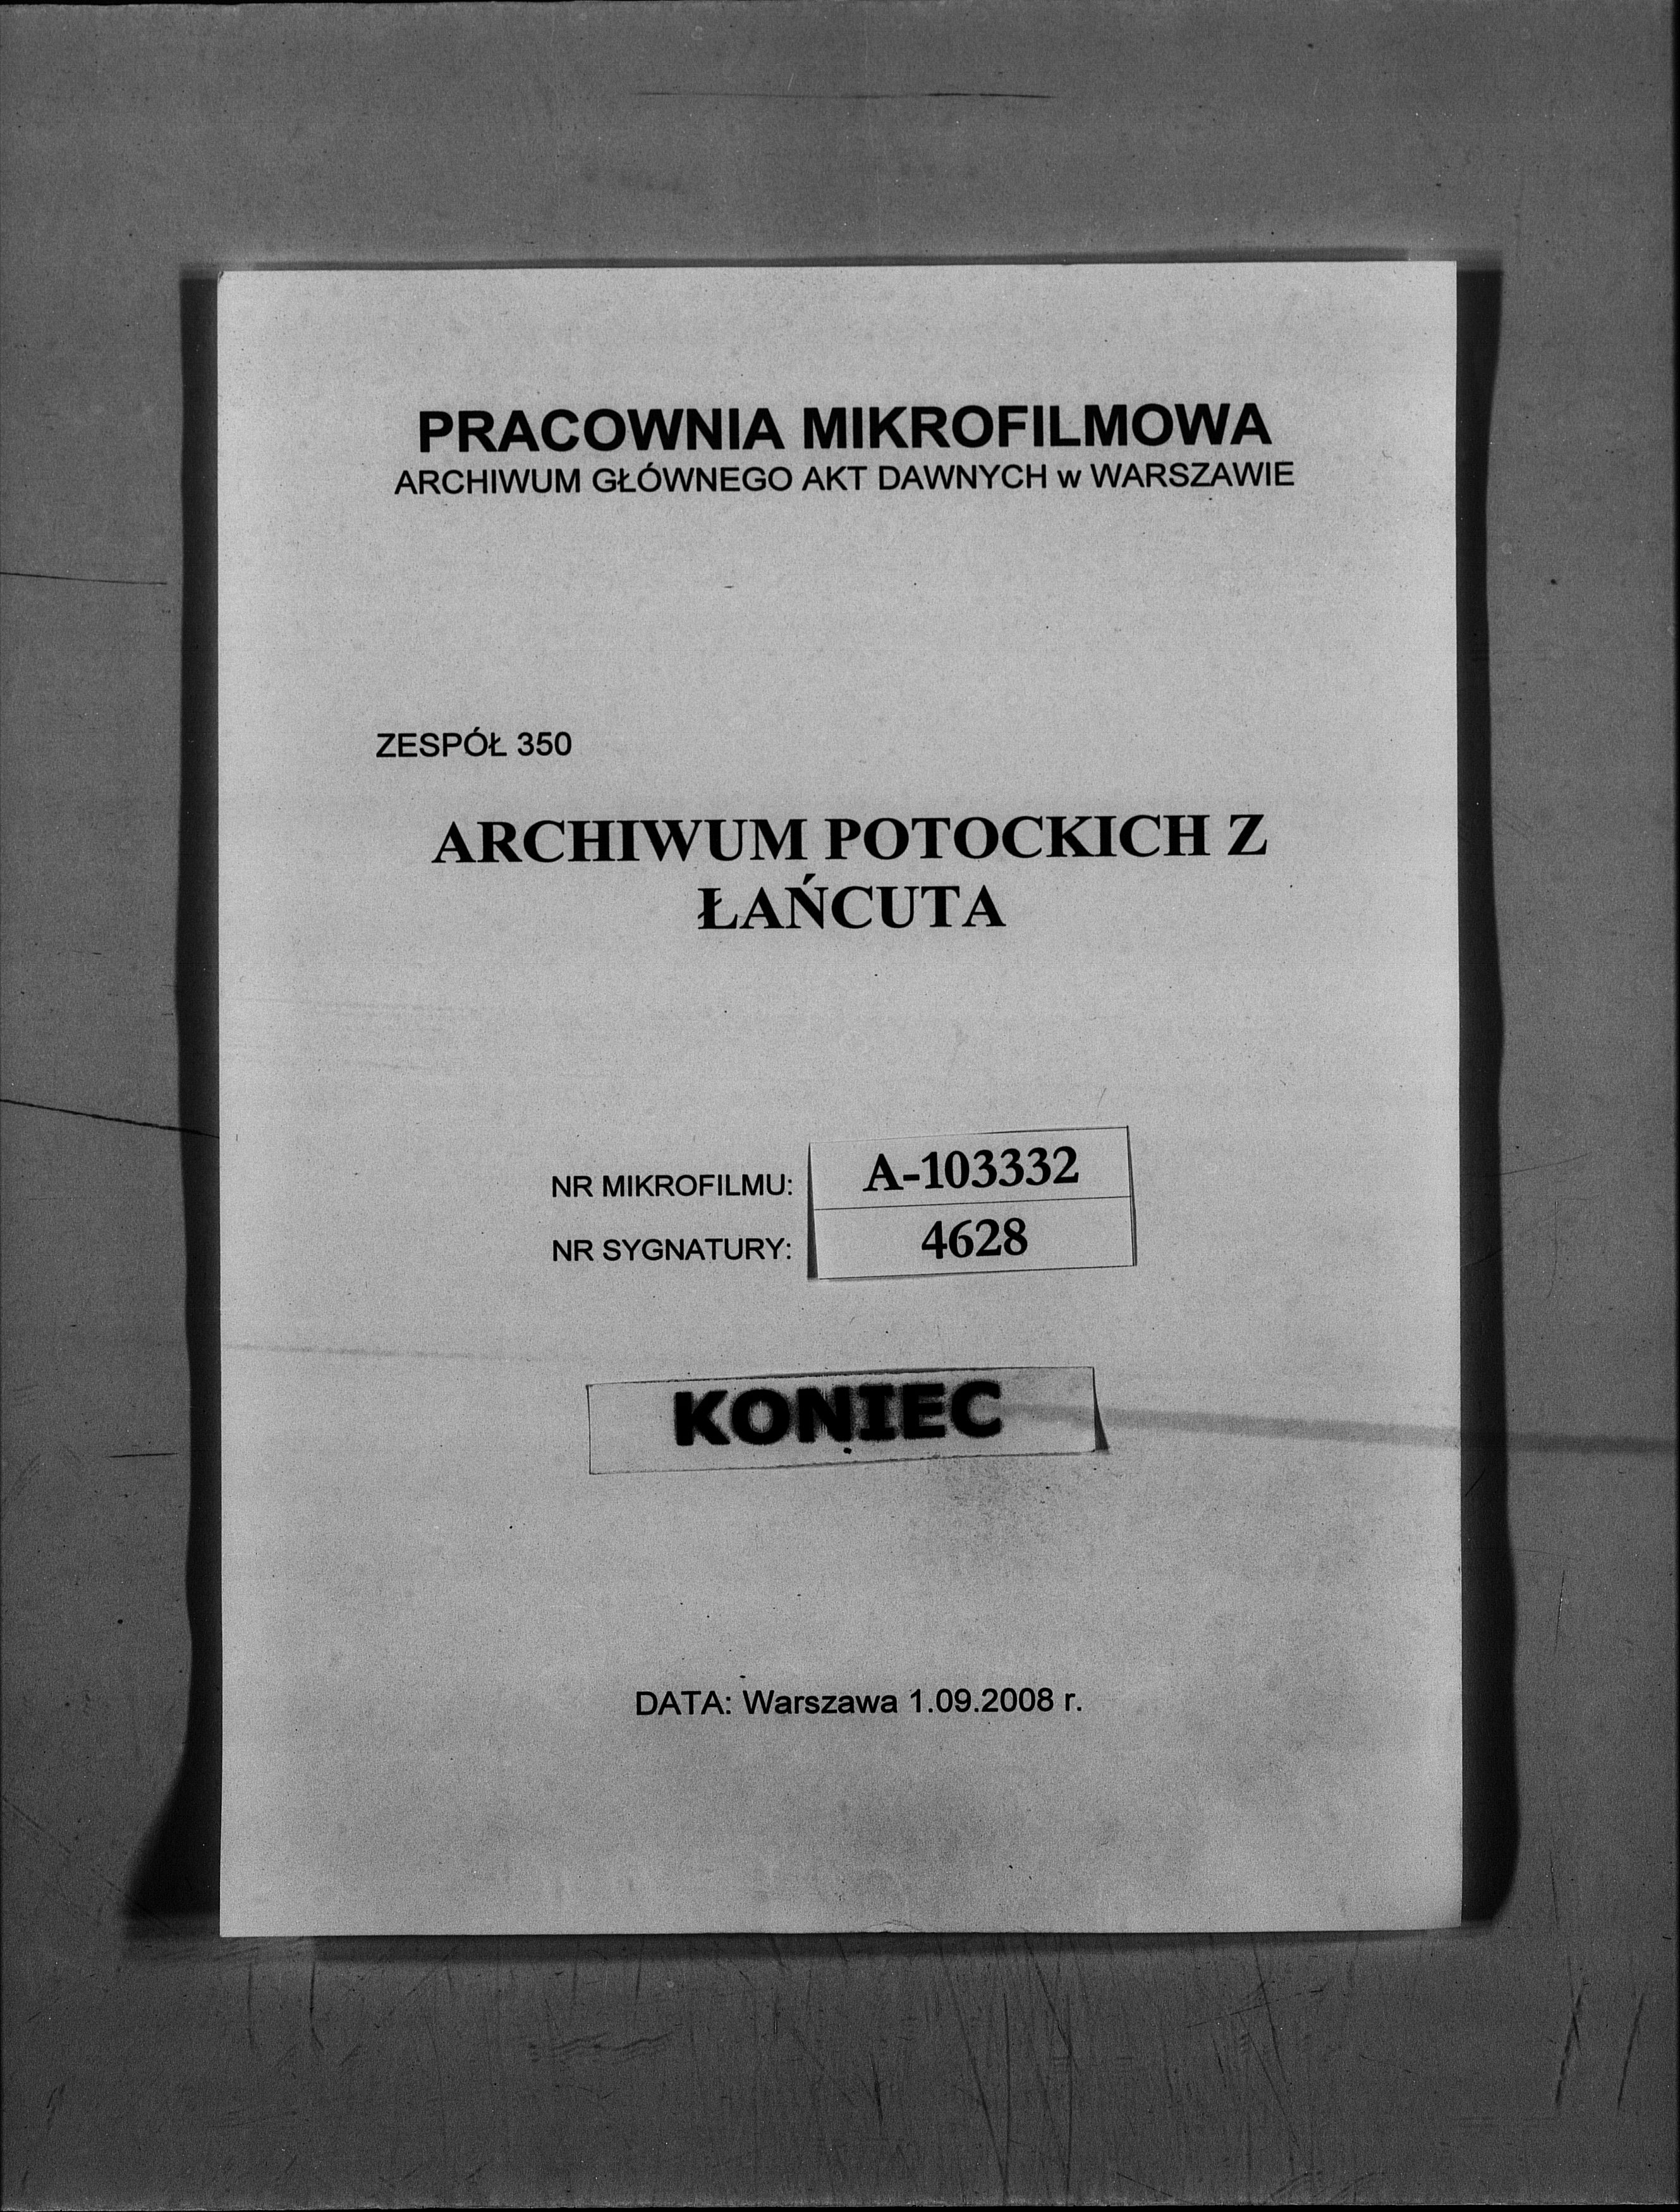 PRACOWNIA MIKROFILMOWA
ARCHIWUM GŁÓWNEGO AKT DAWNYCH w WARSZAWIE
ZESPÓŁ 350
ARCHIWUM POTOCKICH Z
ŁAŃCUTA
NR MIKROFILMU: A-103332
NR SYGNATURY: 4628
KONIEC
DATA: Warszawa 1.09.2008 r.